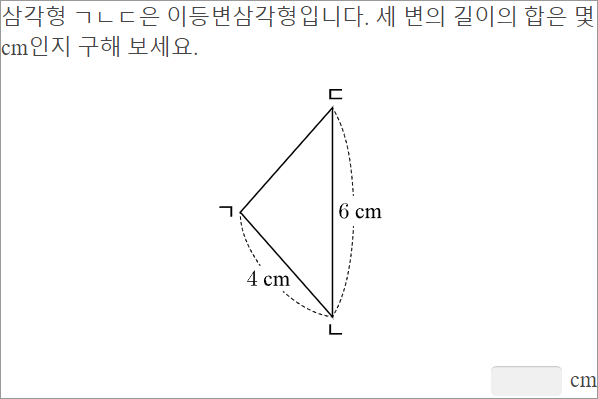 삼각형 ㄱㄴㄷ은 이등변삼각형입니다. 세 변의 길이의 합은 몇
cm인지 구해 보세요.
ㄷ
ㄱ
6 cm
4 cm
ㄴ
cm